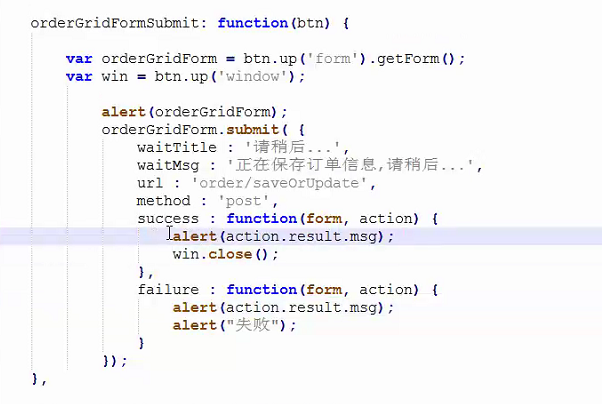 orderGridFormSubmit: function(btn) {
var orderGridForm = btn.up('form').getForm();
var win = btn.up('window');
alert(orderGridForm);
orderGridForm.submit( {
waitTitle : '请稍后...',
waitMsg : '正在保存订单信息,请稍后...',
url : 'order/saveOrUpdate',
method : 'post',
success : function(form, action) {
alert(action.result.msg);
win.close();
},
failure : function(form, action) {
alert(action.result.msg);
alert("失败");
}
});
},